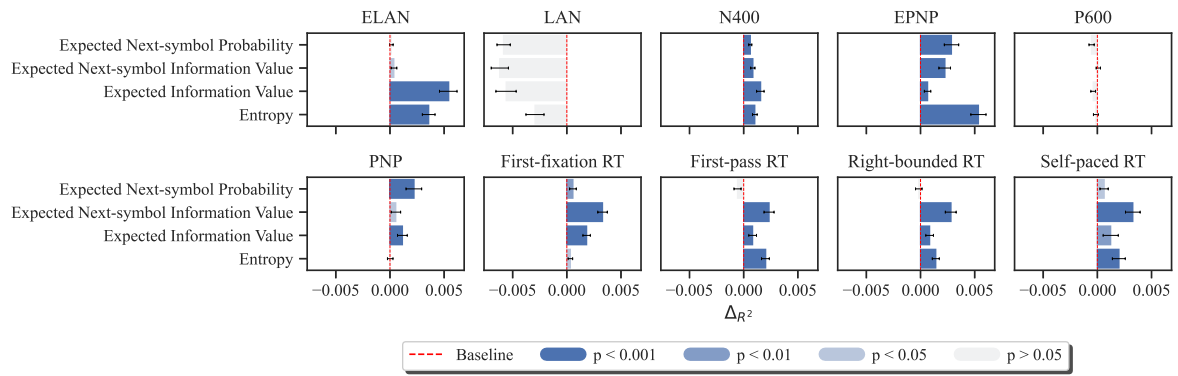 ELAN LAN N400 EPNP P600
Expected Next-symbol Probability
Expected Next-symbol Information Value
Expected Information Value
Entropy
PNP First-fixation RT First-pass RT Right-bounded RT Self-paced RT
Expected Next-symbol Probability
Expected Next-symbol Information Value
Expected Information Value
Entropy
−0.005 0.000 0.005 −0.005 0.000 0.005 −0.005 0.000 0.005 −0.005 0.000 0.005 −0.005 0.000 0.005
Δ_{R²}
Baseline p < 0.001 p < 0.01 p < 0.05 p > 0.05